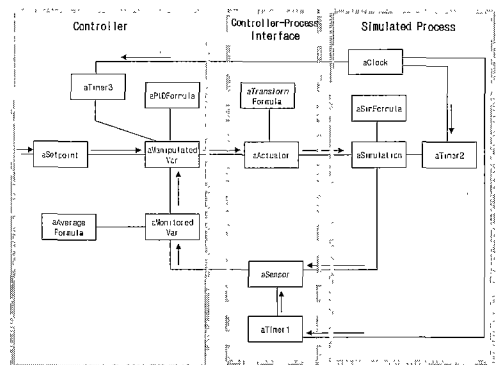 Controller
Controller-Process
Interface
Simulated Process
aClock
aTimer3
aPIDFormula
aTransform
Formula
aSimFormula
aSetpoint
aManipulated
Var
aActuator
aSimulation
aTimer2
aAverage
Formula
aMonitored
Var
aSensor
aTimer1